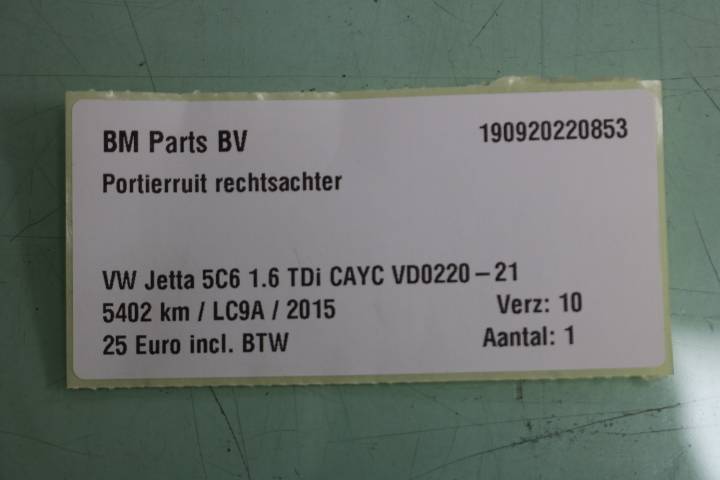 BM Parts BV 190920220853
Portierruit rechtsachter
VW Jetta 5C6 1.6 TDi CAYC VD0220-21
5402 km / LC9A / 2015 Verz: 10
25 Euro incl. BTW Aantal: 1